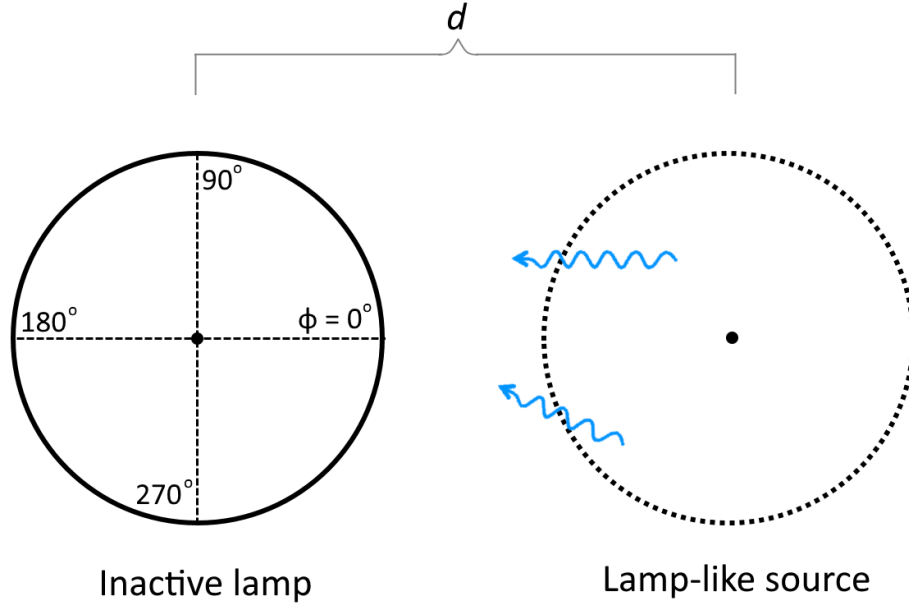 d
90°
180°
ϕ = 0°
270°
Inactive lamp
Lamp-like source